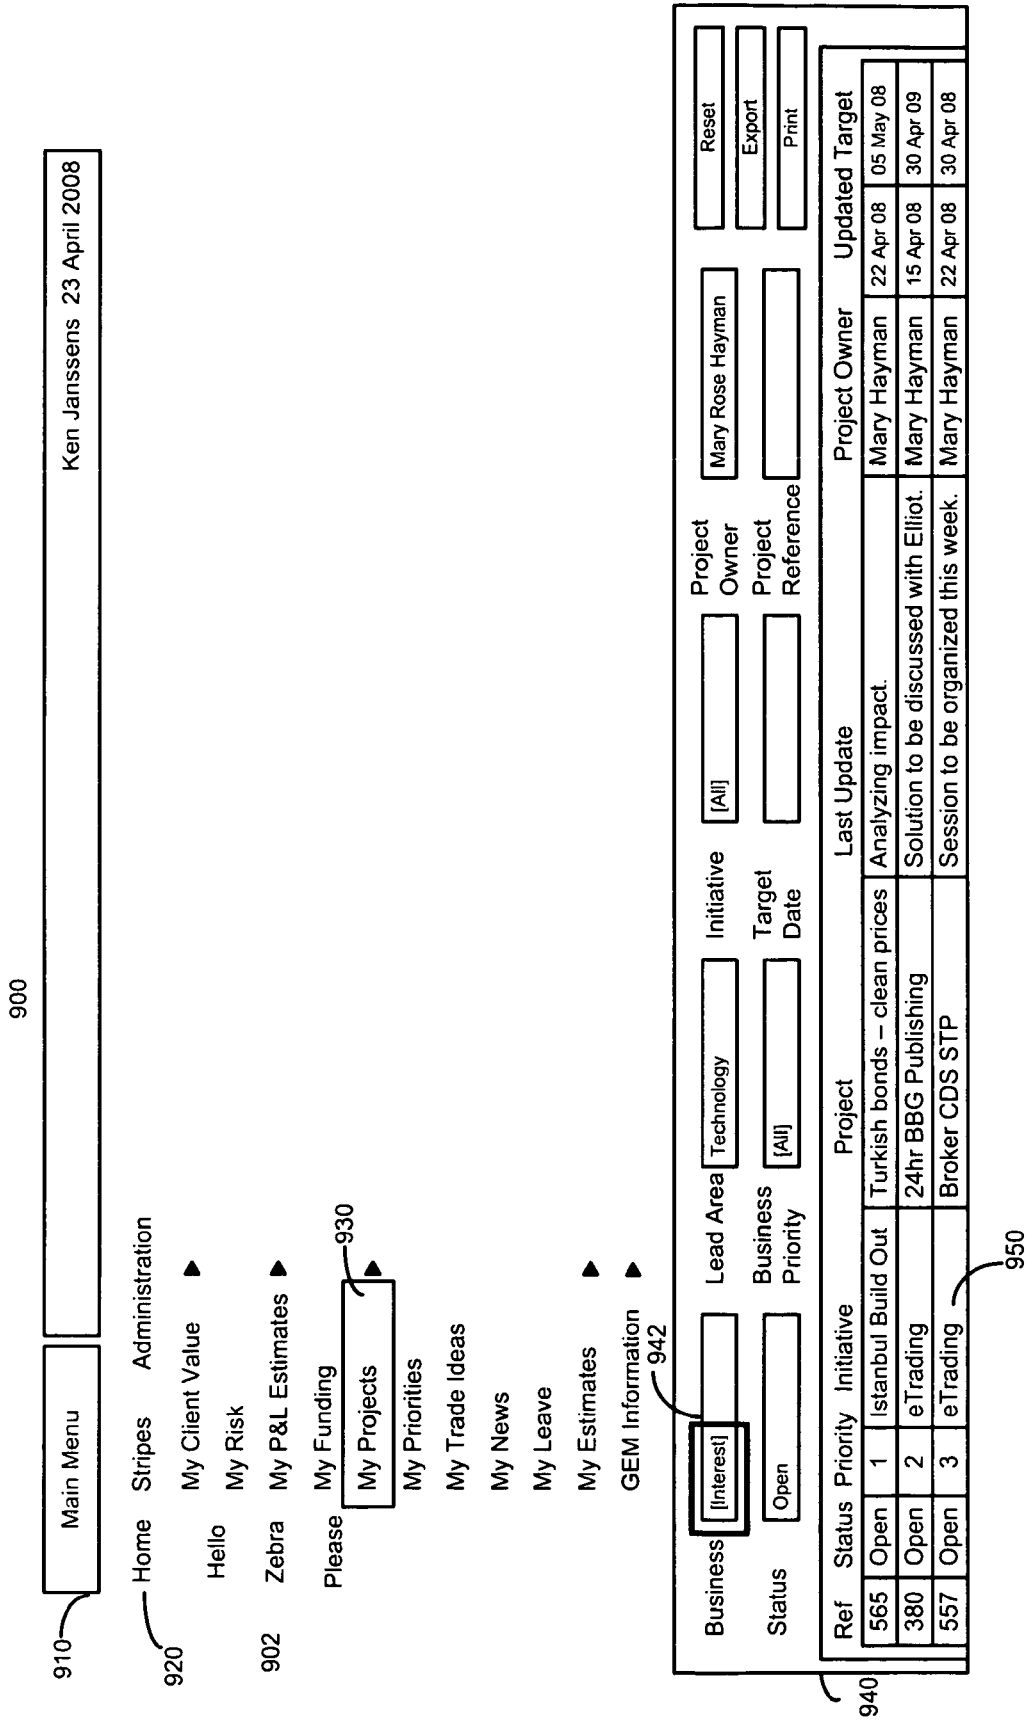 900
910
Main Menu
Ken Janssens 23 April 2008
920
Home Stripes Administration
902
Hello
Zebra
Please
My Client Value
My Risk
My P&L Estimates
My Funding
My Projects
930
My Priorities
My Trade Ideas
My News
My Leave
My Estimates
GEM Information
942
940
Business [Interest] Lead Area Technology Initiative [All] Project Owner Mary Rose Hayman Reset
Export
Status Open Business Priority [All] Target Date Project Reference Print
Ref Status Priority Initiative Project Last Update Project Owner Updated Target
565 Open 1 Istanbul Build Out Turkish bonds – clean prices Analyzing impact. Mary Hayman 22 Apr 08 05 May 08
380 Open 2 eTrading 24hr BBG Publishing Solution to be discussed with Elliot. Mary Hayman 15 Apr 08 30 Apr 09
557 Open 3 eTrading Broker CDS STP Session to be organized this week. Mary Hayman 22 Apr 08 30 Apr 08
950